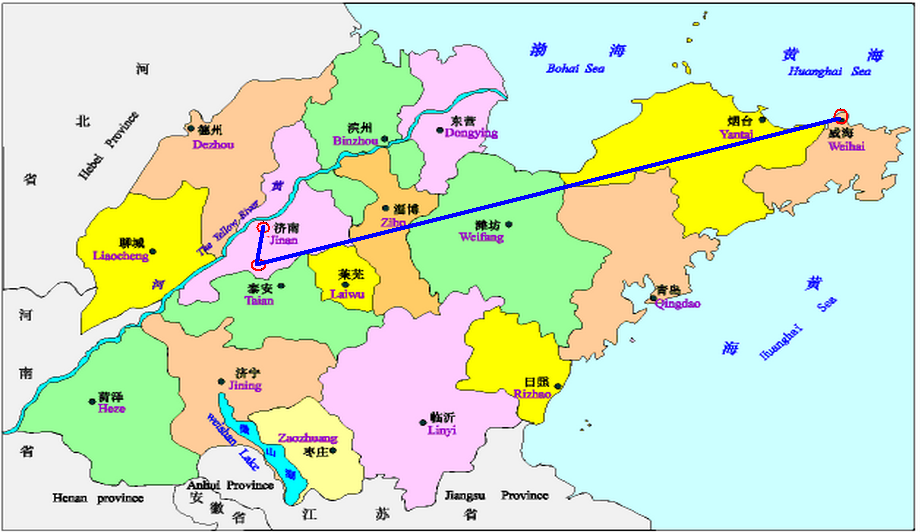 渤 海
Bohai Sea
黄 海
Huanghai Sea
河
北
省
Hebei Province
德州
Dezhou
滨州
Binzhou
东营
Dongying
烟台
Yantai
威海
Weihai
黄
The Yellow River
河
济南
Jinan
淄博
Zibo
潍坊
Weifang
聊城
Liaocheng
泰安
Taian
莱芜
Laiwu
青岛
Qingdao
黄
海
Huanghai Sea
河
南
省
济宁
Jining
日照
Rizhao
菏泽
Heze
临沂
Linyi
微
山
湖
weishan Lake
Zaozhuang
枣庄
Anhui Province
安
徽
省
Henan province
江 苏 省
Jiangsu Province